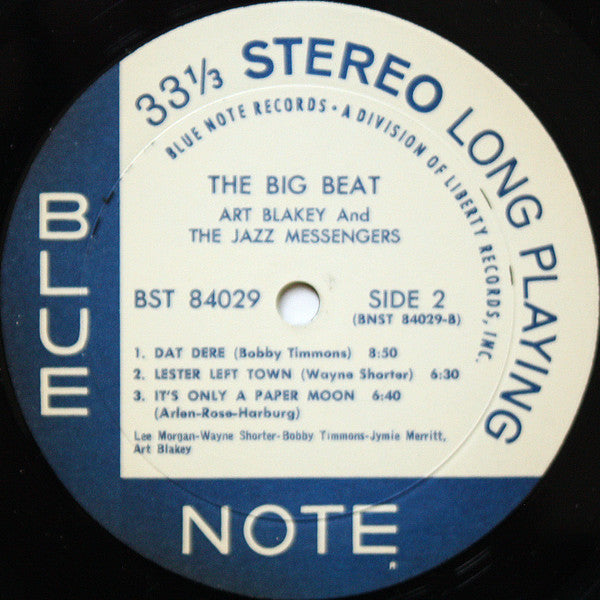 33⅓ STEREO LONG PLAYING
BLUE NOTE RECORDS • A DIVISION OF LIBERTY RECORDS, INC.
THE BIG BEAT
ART BLAKEY And
THE JAZZ MESSENGERS
BST 84029
SIDE 2
(BNST 84029-B)
1. DAT DERE (Bobby Timmons) 8:50
2. LESTER LEFT TOWN (Wayne Shorter) 6:30
3. IT'S ONLY A PAPER MOON 6:40
(Arlen-Rose-Harburg)
Lee Morgan-Wayne Shorter-Bobby Timmons-Jymie Merritt,
Art Blakey
BLUE
NOTE
R